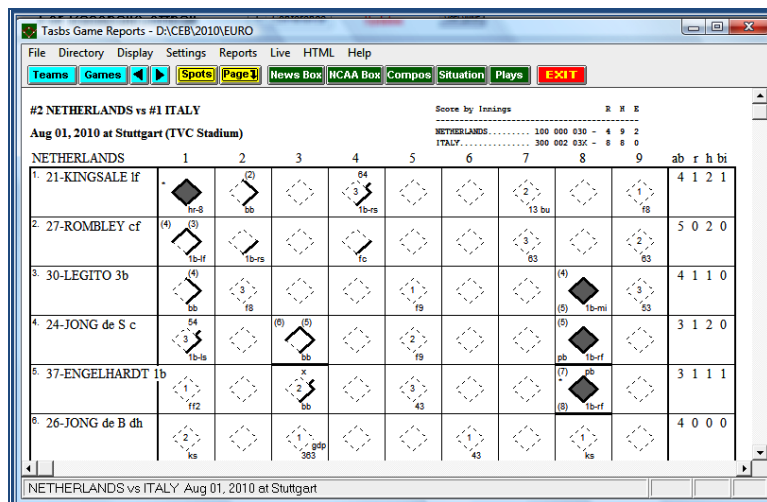 Tasbs Game Reports - D:\CEB\2010\EURO
File Directory Display Settings Reports Live HTML Help
Teams Games Spots Page News Box NCAA Box Compos Situation Plays EXIT
#2 NETHERLANDS vs #1 ITALY
Score by Innings R H E
Aug 01, 2010 at Stuttgart (TVC Stadium)
NETHERLANDS......... 100 000 030 - 4 9 2
ITALY............... 300 002 03X - 8 8 0
NETHERLANDS 1 2 3 4 5 6 7 8 9 ab r h bi
1. 21-KINGSALE lf * hr-8 (2) bb 64 3 1b-rs 2 13 bu 1 f8 4 1 2 1
2. 27-ROMBLEY cf (4) (3) 1b-lf 1b-rs fc 3 63 2 63 5 0 2 0
3. 30-LEGITO 3b (4) bb 3 f8 1 f9 (4) (5) 1b-mi 3 53 4 1 1 0
4. 24-JONG de S c 54 3 1b-ls (6) (5) bb 2 f9 (5) pb 1b-rf 3 1 2 0
5. 37-ENGELHARDT 1b 1 ff2 x 2 bb 3 43 (7) pb * (8) 1b-rf 3 1 1 1
6. 26-JONG de B dh 2 ks 1 gdp 363 1 43 1 ks 4 0 0 0
NETHERLANDS vs ITALY Aug 01, 2010 at Stuttgart